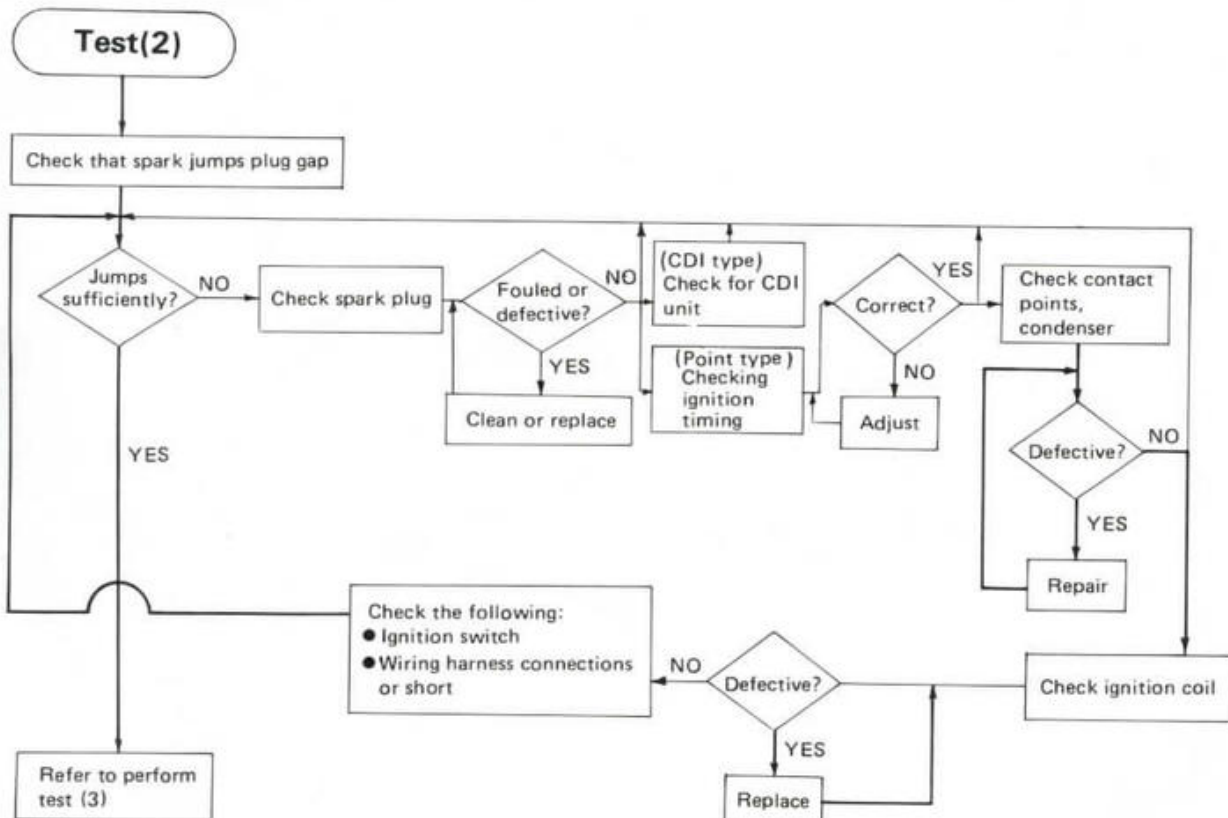 Test(2)
Check that spark jumps plug gap
Jumps
sufficiently?
NO
Check spark plug
Fouled or
defective?
NO
YES
Clean or replace
(CDI type)
Check for CDI
unit
(Point type)
Checking
ignition
timing
Correct?
YES
NO
Adjust
Check contact
points,
condenser
Defective?
NO
YES
Repair
YES
Check the following:
● Ignition switch
● Wiring harness connections
or short
NO
Defective?
YES
Replace
Check ignition coil
Refer to perform
test (3)